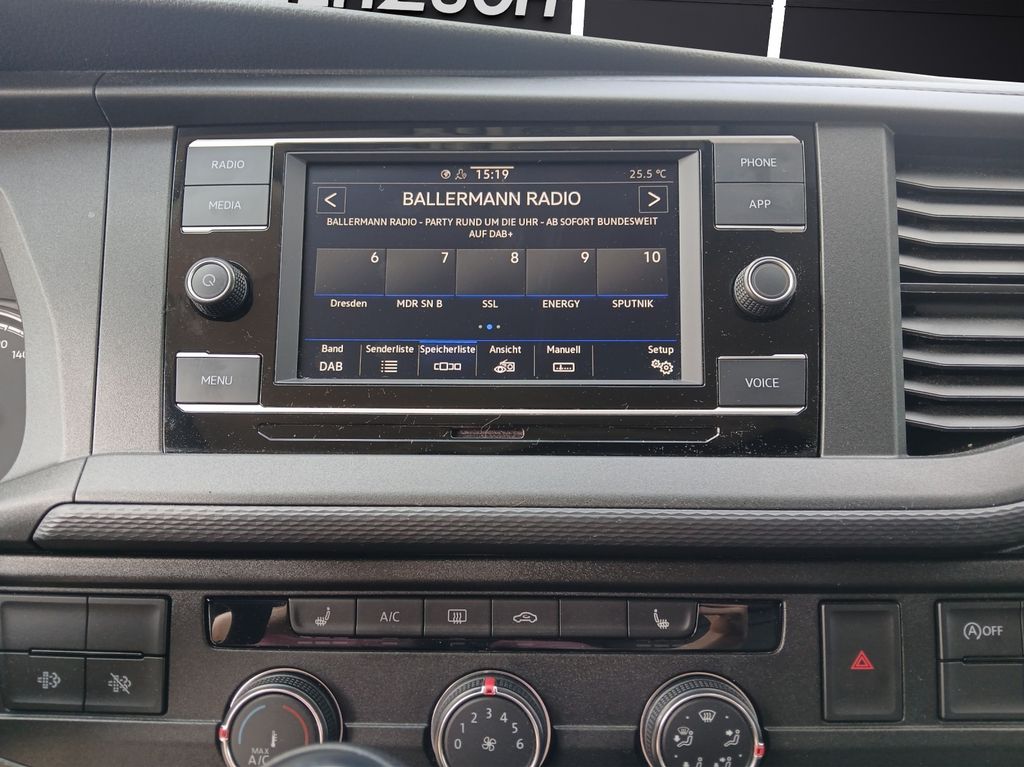 RADIO
MEDIA
MENU
15:19
25.5 °C
< BALLERMANN RADIO >
BALLERMANN RADIO - PARTY RUND UM DIE UHR - AB SOFORT BUNDESWEIT
AUF DAB+
6 7 8 9 10
Dresden MDR SN B SSL ENERGY SPUTNIK
Band Senderliste Speicherliste Ansicht Manuell Setup
DAB
PHONE
APP
VOICE
A/C
A OFF
MAX
A/C
0 1 2 3 4 5 6